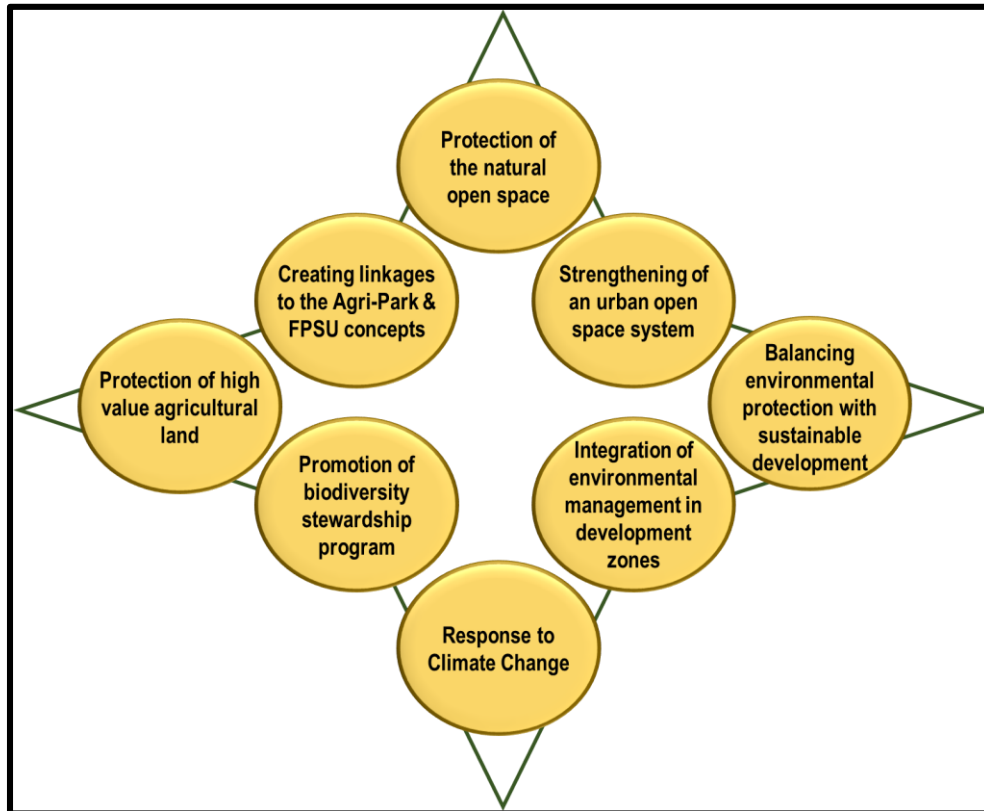 Protection of
the natural
open space
Creating linkages
to the Agri-Park &
FPSU concepts
Strengthening of
an urban open
space system
Protection of high
value agricultural
land
Balancing
environmental
protection with
sustainable
development
Promotion of
biodiversity
stewardship
program
Integration of
environmental
management in
development
zones
Response to
Climate Change